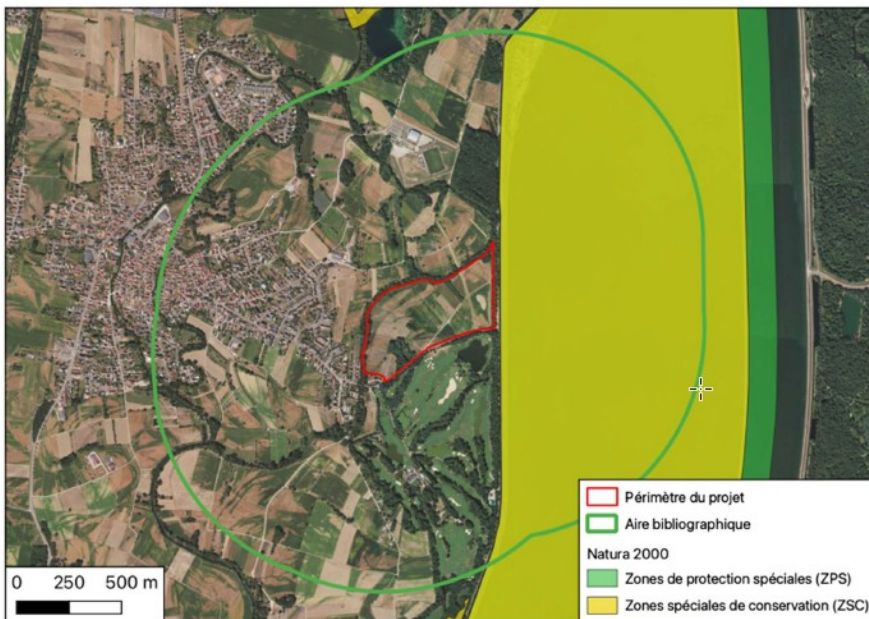 Périmètre du projet
Aire bibliographique
Natura 2000
Zones de protection spéciales (ZPS)
Zones spéciales de conservation (ZSC)
0 250 500 m